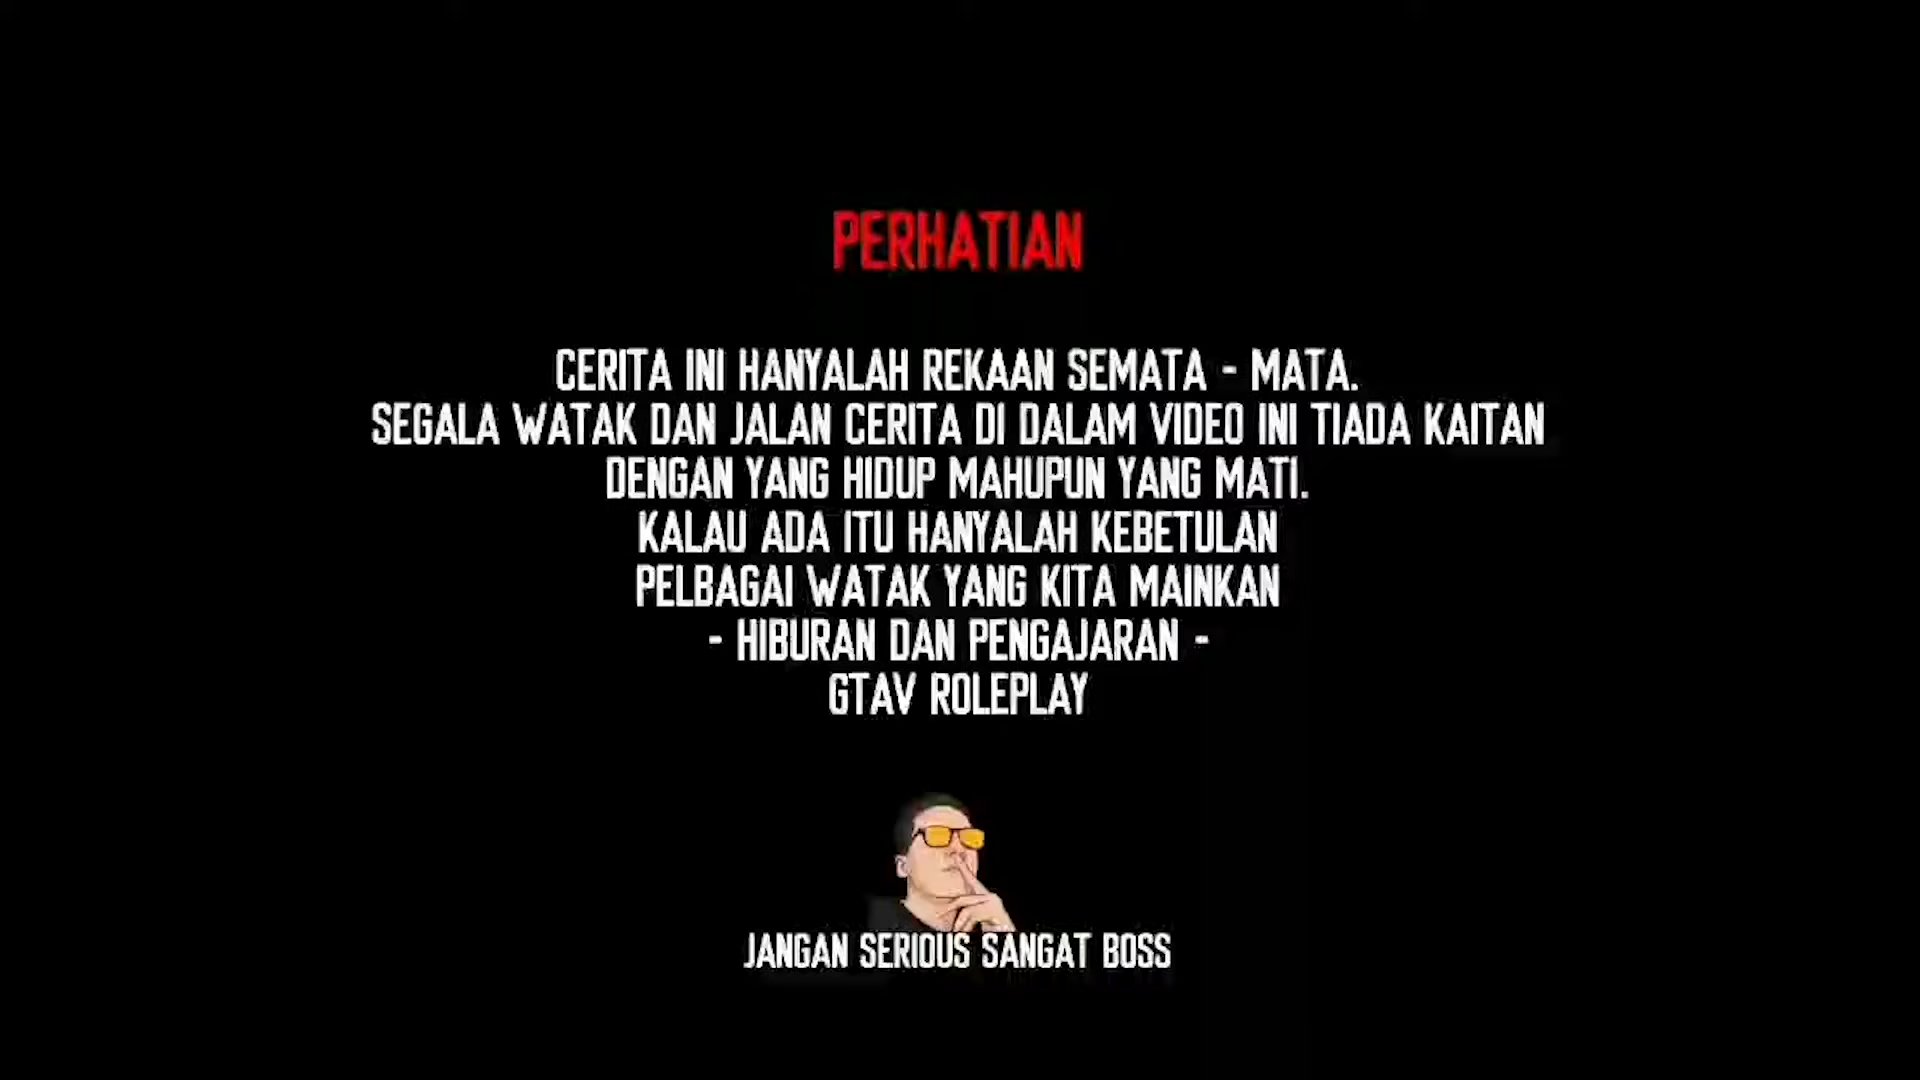 PERHATIAN
CERITA INI HANYALAH REKAAN SEMATA - MATA.
SEGALA WATAK DAN JALAN CERITA DI DALAM VIDEO INI TIADA KAITAN
DENGAN YANG HIDUP MAHUPUN YANG MATI.
KALAU ADA ITU HANYALAH KEBETULAN
PELBAGAI WATAK YANG KITA MAINKAN
- HIBURAN DAN PENGAJARAN -
GTAV ROLEPLAY
JANGAN SERIOUS SANGAT BOSS